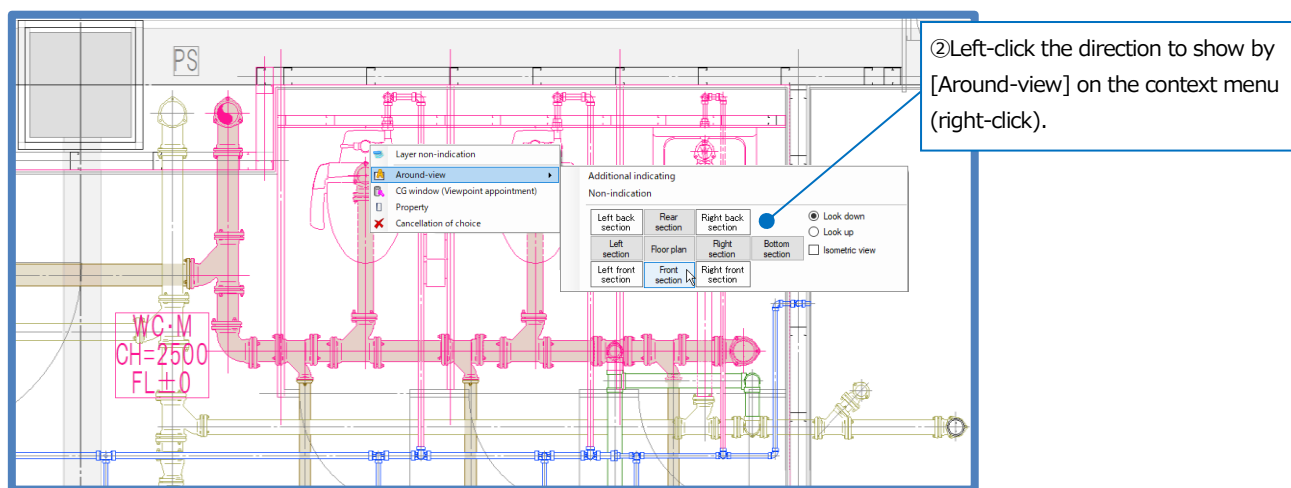 PS
②Left-click the direction to show by
[Around-view] on the context menu
(right-click).
Layer non-indication
Around-view
CG window (Viewpoint appointment)
Property
Cancellation of choice
Additional indicating
Non-indication
Left back
section
Rear
section
Right back
section
Look down
Look up
Left
section
Floor plan
Right
section
Bottom
section
Isometric view
Left front
section
Front
section
Right front
section
WC・M
CH=2500
FL±0